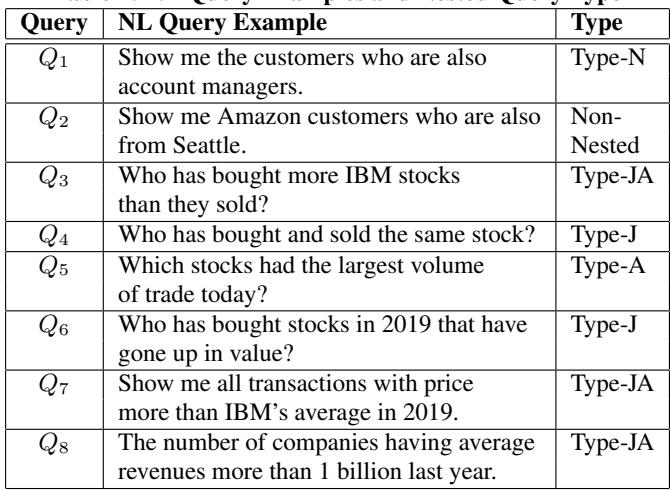 Query NL Query Example Type
Q1 Show me the customers who are also Type-N
account managers.
Q2 Show me Amazon customers who are also Non-
from Seattle. Nested
Q3 Who has bought more IBM stocks Type-JA
than they sold?
Q4 Who has bought and sold the same stock? Type-J
Q5 Which stocks had the largest volume Type-A
of trade today?
Q6 Who has bought stocks in 2019 that have Type-J
gone up in value?
Q7 Show me all transactions with price Type-JA
more than IBM's average in 2019.
Q8 The number of companies having average Type-JA
revenues more than 1 billion last year.